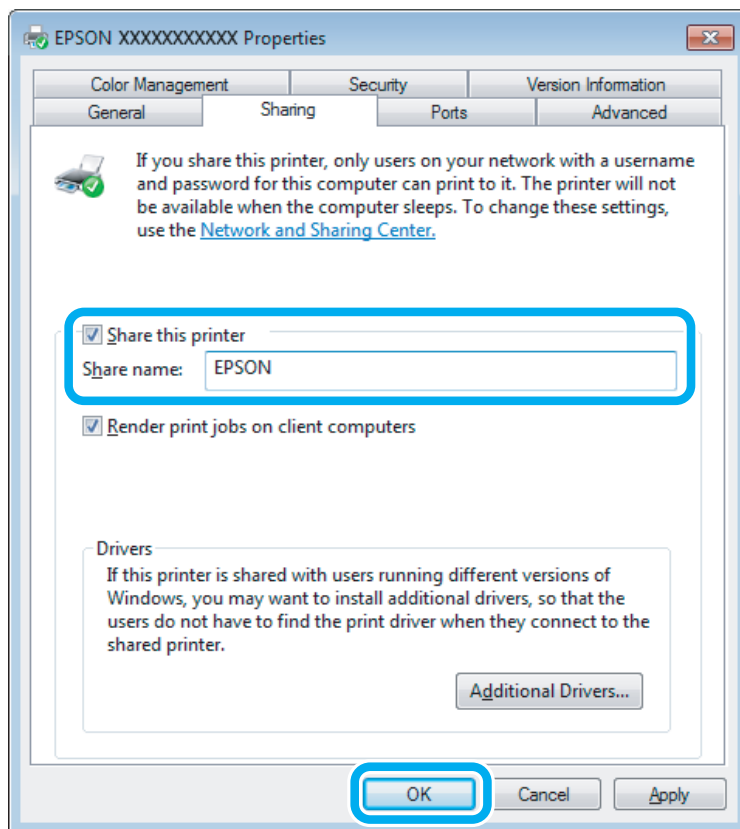 EPSON XXXXXXXXXXX Properties
Color Management Security Version Information
General Sharing Ports Advanced
If you share this printer, only users on your network with a username
and password for this computer can print to it. The printer will not
be available when the computer sleeps. To change these settings,
use the Network and Sharing Center.
Share this printer
Share name: EPSON
Render print jobs on client computers
Drivers
If this printer is shared with users running different versions of
Windows, you may want to install additional drivers, so that the
users do not have to find the print driver when they connect to the
shared printer.
Additional Drivers...
OK Cancel Apply